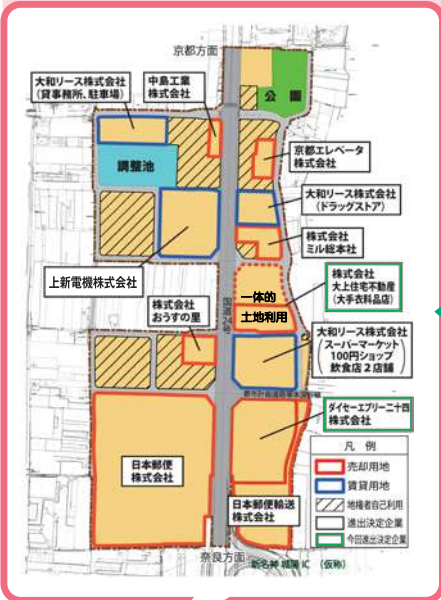 京都方面
大和リース株式会社
(貸事務所、駐車場)
中島工業
株式会社
公園
調整池
京都エレベータ
株式会社
大和リース株式会社
(ドラッグストア)
株式会社
ミル総本社
上新電機株式会社
一体的
土地利用
株式会社
大上住宅不動産
(大手衣料品店)
株式会社
おうすの里
国道24号
大和リース株式会社
スーパーマーケット
100円ショップ
飲食店2店舗
ダイセーエブリー二十四
株式会社
日本郵便
株式会社
日本郵便輸送
株式会社
凡例
売却用地
賃貸用地
地権者自己利用
進出決定企業
今回進出決定企業
奈良方面
新名神 城陽 IC (仮称)